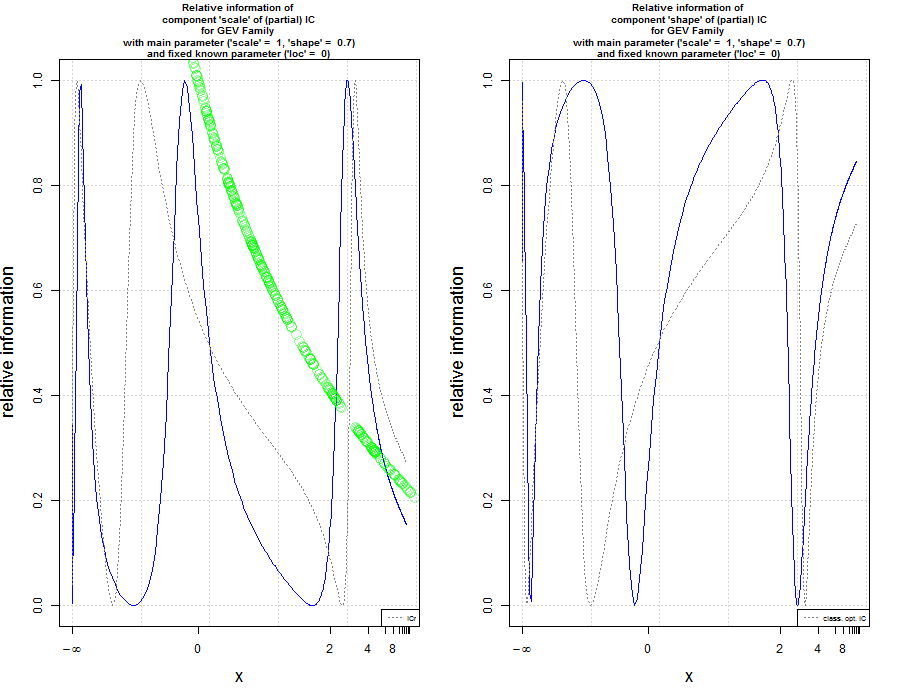 Relative information of
component 'scale' of (partial) IC
for GEV Family
with main parameter ('scale' = 1, 'shape' = 0.7)
and fixed known parameter ('loc' = 0)
relative information
0.0
0.2
0.4
0.6
0.8
1.0
−∞
0
2
4
8
x
ICr
Relative information of
component 'shape' of (partial) IC
for GEV Family
with main parameter ('scale' = 1, 'shape' = 0.7)
and fixed known parameter ('loc' = 0)
relative information
0.0
0.2
0.4
0.6
0.8
1.0
−∞
0
2
4
8
x
class. opt. IC